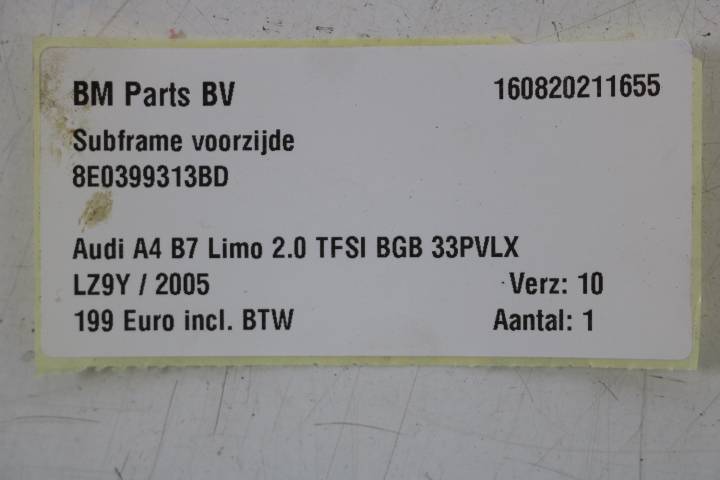 BM Parts BV 160820211655
Subframe voorzijde
8E0399313BD
Audi A4 B7 Limo 2.0 TFSI BGB 33PVLX
LZ9Y / 2005 Verz: 10
199 Euro incl. BTW Aantal: 1